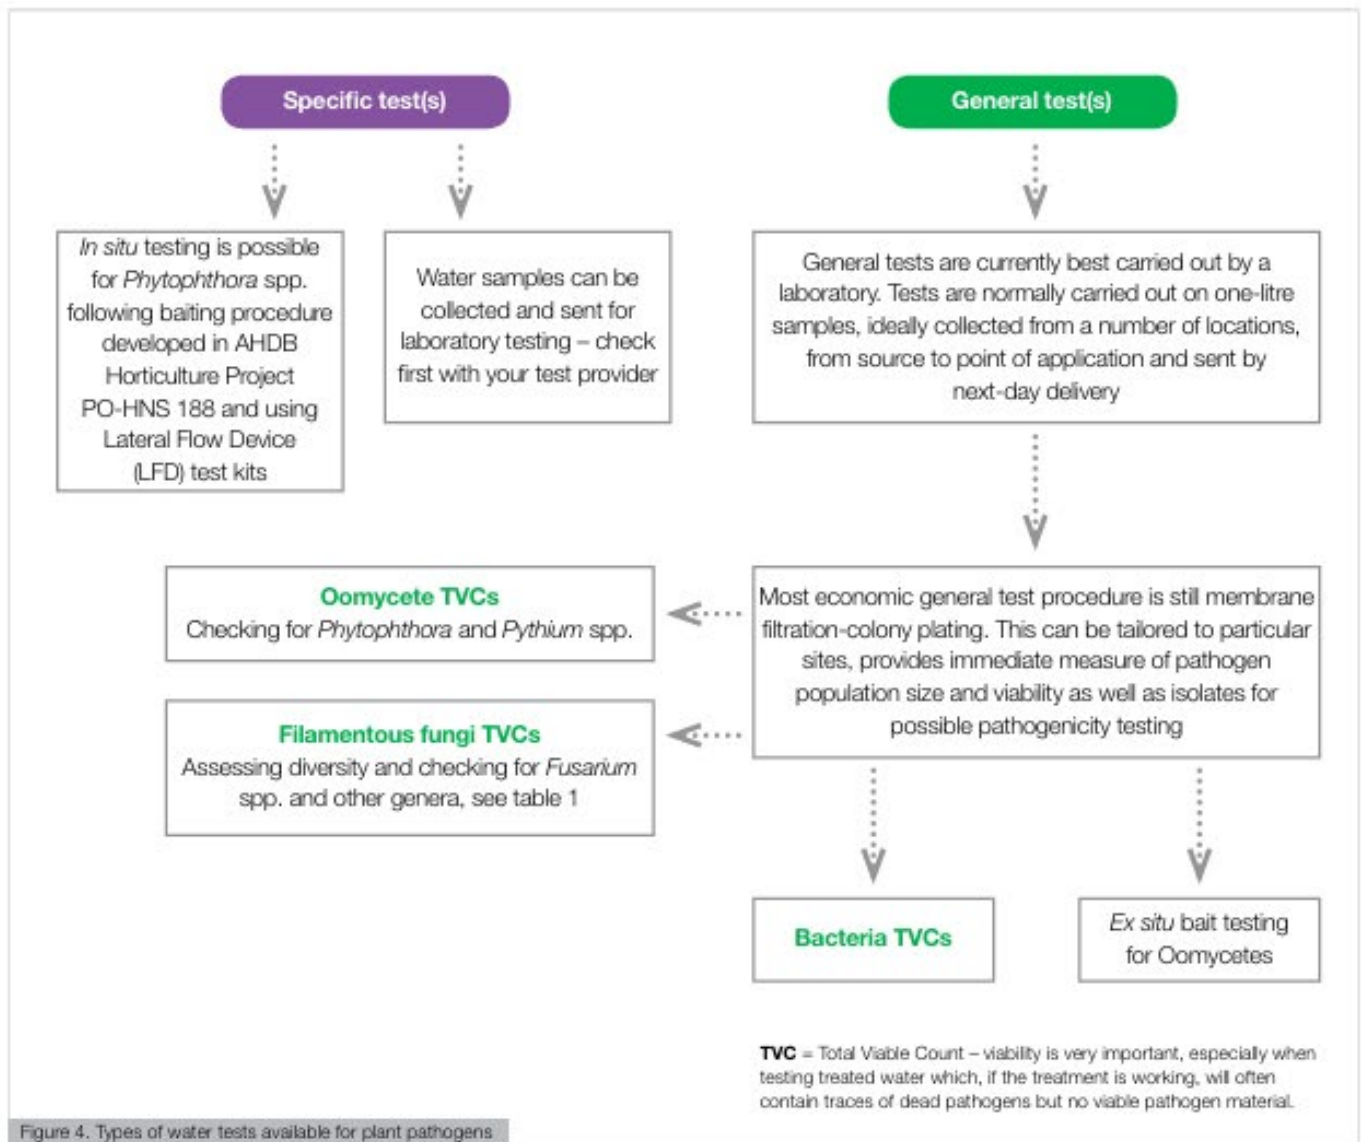 Specific test(s)
General test(s)
In situ testing is possible
for Phytophthora spp.
following baiting procedure
developed in AHDB
Horticulture Project
PO-HNS 188 and using
Lateral Flow Device
(LFD) test kits
Water samples can be
collected and sent for
laboratory testing – check
first with your test provider
General tests are currently best carried out by a
laboratory. Tests are normally carried out on one-litre
samples, ideally collected from a number of locations,
from source to point of application and sent by
next-day delivery
Most economic general test procedure is still membrane
filtration-colony plating. This can be tailored to particular
sites, provides immediate measure of pathogen
population size and viability as well as isolates for
possible pathogenicity testing
Oomycete TVCs
Checking for Phytophthora and Pythium spp.
Filamentous fungi TVCs
Assessing diversity and checking for Fusarium
spp. and other genera, see table 1
Bacteria TVCs
Ex situ bait testing
for Oomycetes
TVC = Total Viable Count – viability is very important, especially when
testing treated water which, if the treatment is working, will often
contain traces of dead pathogens but no viable pathogen material.
Figure 4. Types of water tests available for plant pathogens